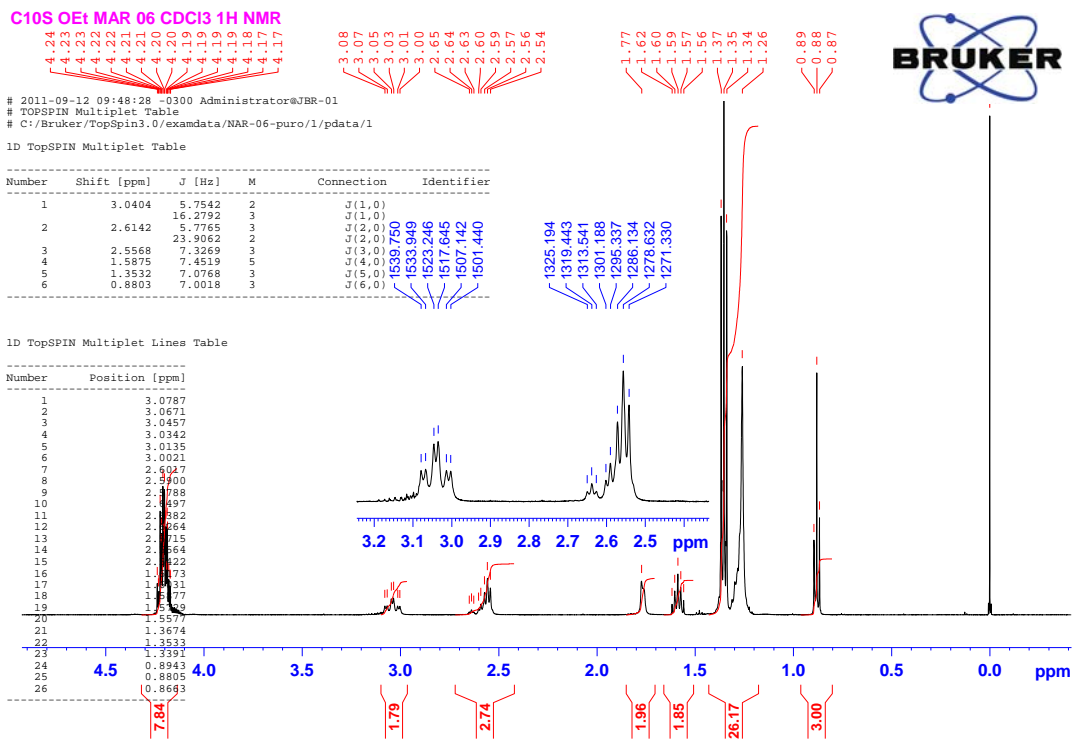 C10S OEt MAR 06 CDCl3 1H NMR
4.24 4.23 4.23 4.22 4.22 4.21 4.21 4.20 4.20 4.19 4.19 4.19 4.18 4.17 4.17 3.08 3.07 3.05 3.03 3.01 3.00 2.65 2.64 2.63 2.60 2.59 2.57 2.56 2.54 1.77 1.62 1.60 1.59 1.57 1.56 1.37 1.35 1.34 1.26 0.89 0.88 0.87
BRUKER
# 2011-09-12 09:48:28 -0300 Administrator@JBR-01
# TOPSPIN Multiplet Table
# C:/Bruker/TopSpin3.0/examdata/NAR-06-puro/1/pdata/1
1D TopSPIN Multiplet Table
Number Shift [ppm] J [Hz] M Connection Identifier
1 3.0404 5.7542 2 J(1,0)
16.2792 3 J(1,0)
2 2.6142 5.7765 3 J(2,0)
23.9062 2 J(2,0)
3 2.5568 7.3269 3 J(3,0)
4 1.5875 7.4519 5 J(4,0)
5 1.3532 7.0768 3 J(5,0)
6 0.8803 7.0018 3 J(6,0)
1539.750 1533.949 1523.246 1517.645 1507.142 1501.440 1325.194 1319.443 1313.541 1301.188 1295.337 1286.134 1278.632 1271.330
1D TopSPIN Multiplet Lines Table
Number Position [ppm]
1 3.0787
2 3.0671
3 3.0457
4 3.0342
5 3.0135
6 3.0021
7
8
9
10
11
12
13
14
15
16
17
18
19
20 1.5577
21 1.3674
22 1.3533
23 1.3391
24 0.8943
25 0.8805
26 0.8663
3.2 3.1 3.0 2.9 2.8 2.7 2.6 2.5 ppm
4.5 4.0 3.5 3.0 2.5 2.0 1.5 1.0 0.5 0.0 ppm
7.84 1.79 2.74 1.96 1.85 26.17 3.00